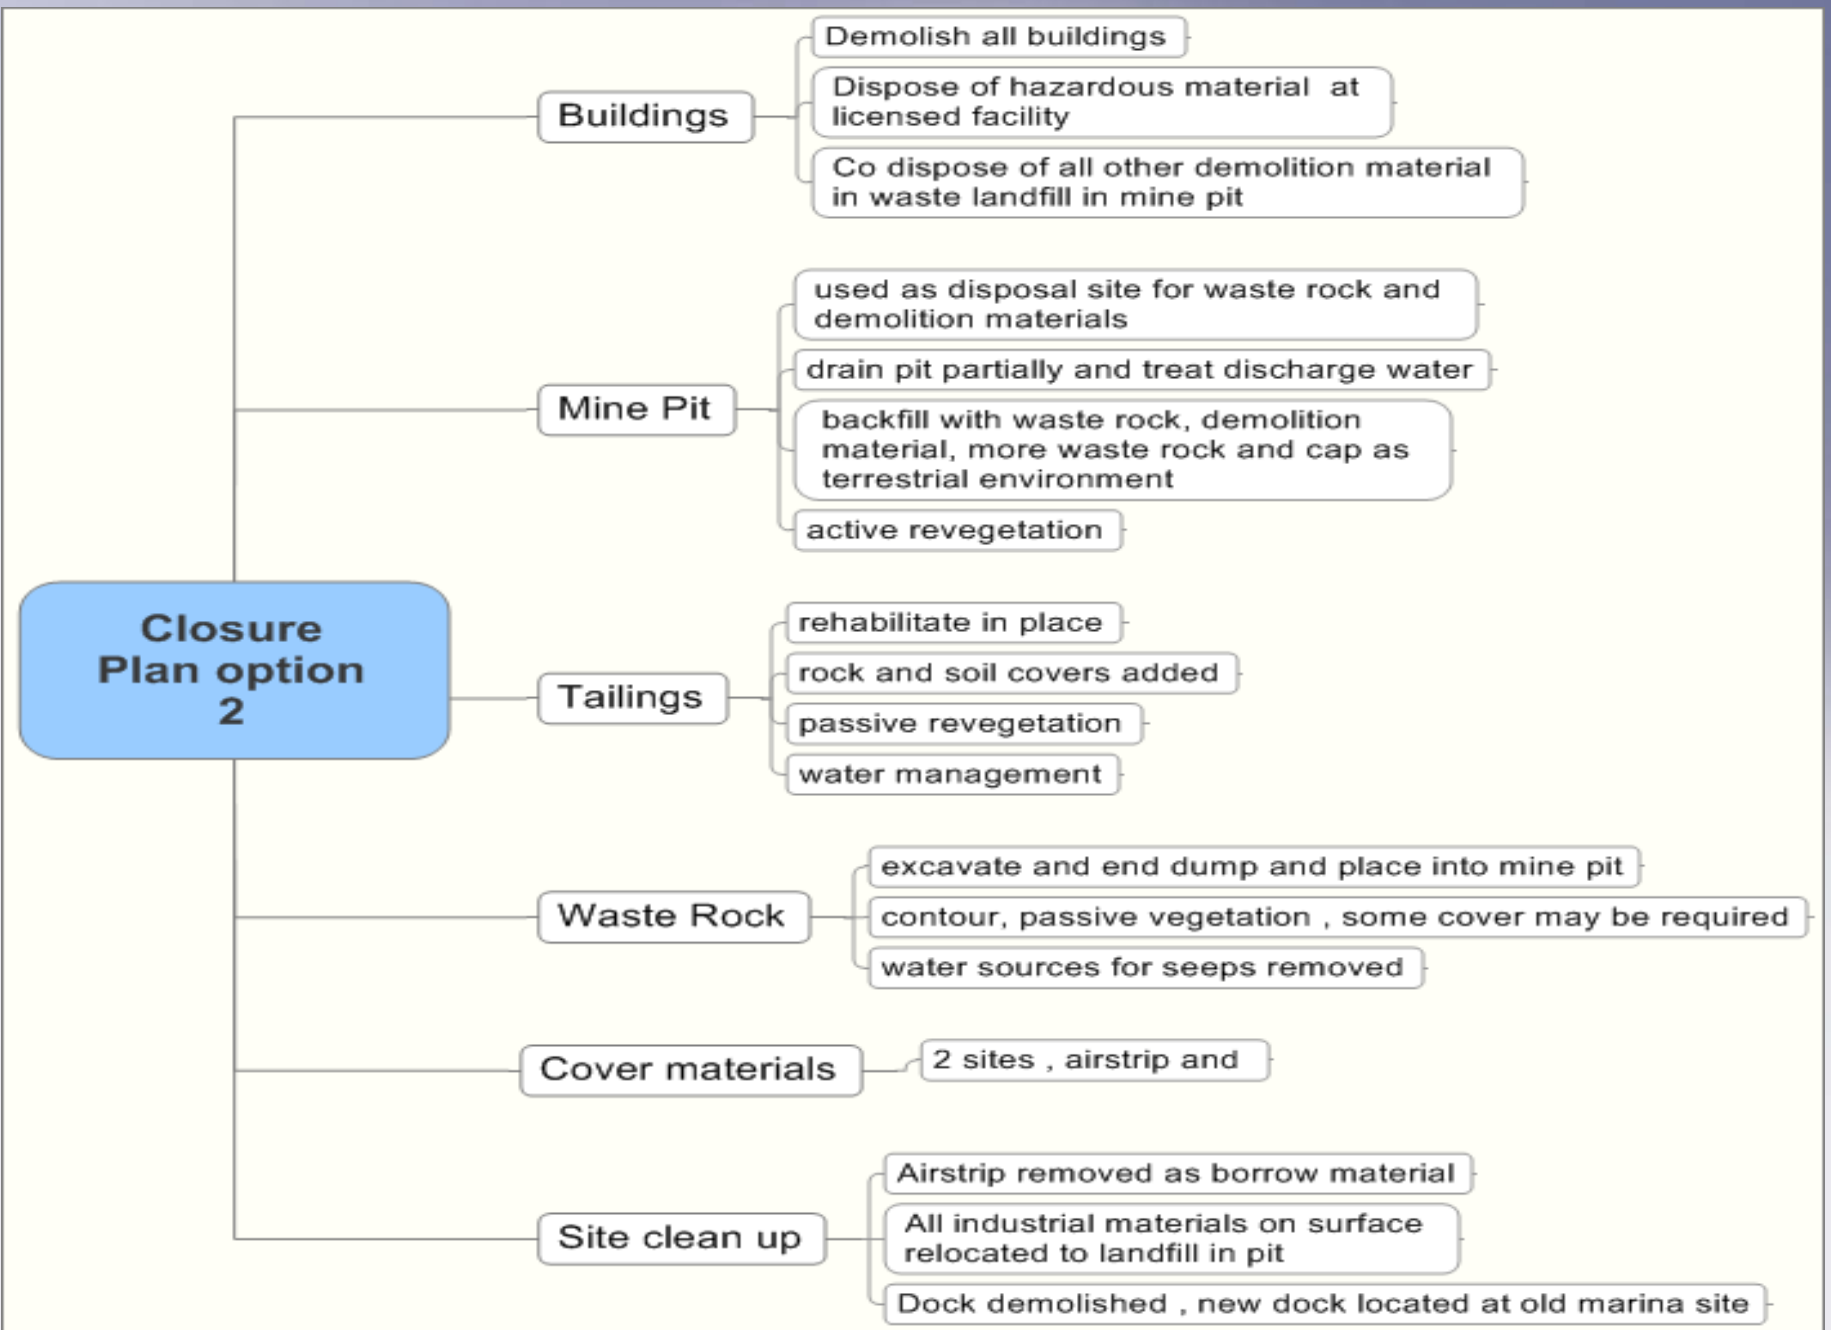 Demolish all buildings
Buildings
Dispose of hazardous material at
licensed facility
Co dispose of all other demolition material
in waste landfill in mine pit
used as disposal site for waste rock and
demolition materials
drain pit partially and treat discharge water
Mine Pit
backfill with waste rock, demolition
material, more waste rock and cap as
terrestrial environment
active revegetation
Closure
Plan option
2
rehabilitate in place
rock and soil covers added
Tailings
passive revegetation
water management
excavate and end dump and place into mine pit
Waste Rock
contour, passive vegetation , some cover may be required
water sources for seeps removed
Cover materials
2 sites , airstrip and
Airstrip removed as borrow material
Site clean up
All industrial materials on surface
relocated to landfill in pit
Dock demolished , new dock located at old marina site